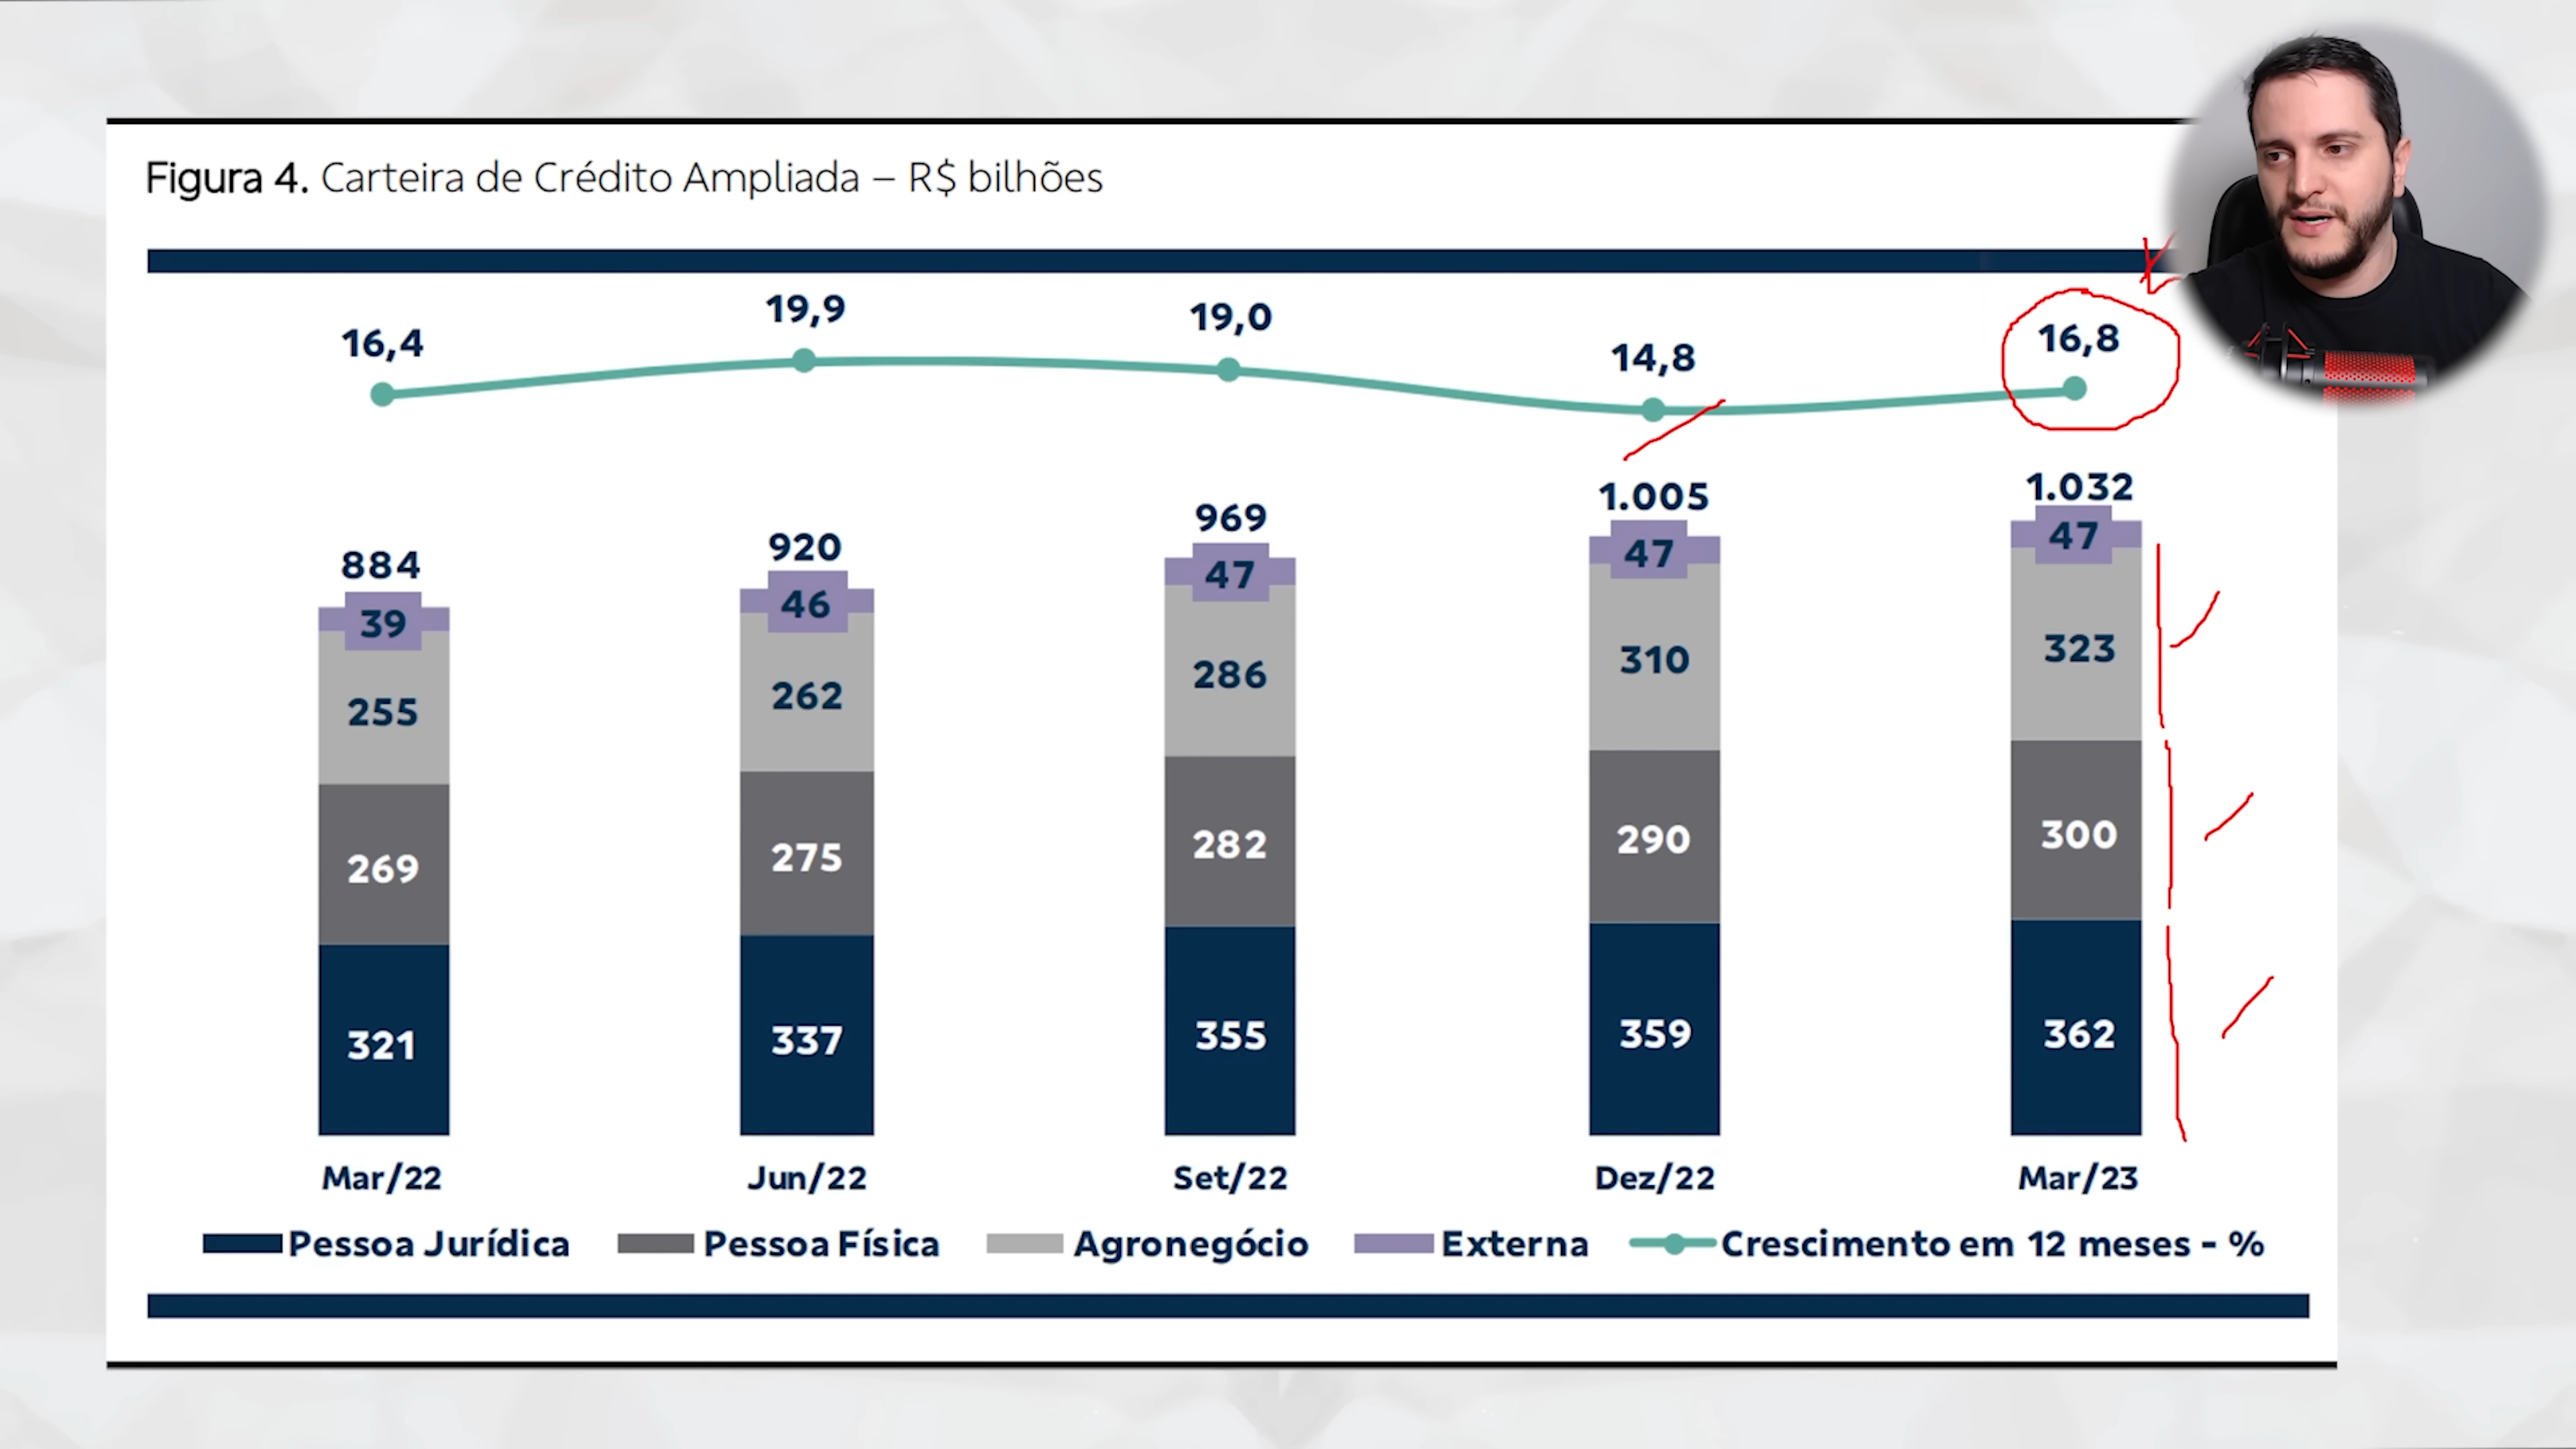 Figura 4. Carteira de Crédito Ampliada – R$ bilhões
16,4 19,9 19,0 14,8 16,8
884 920 969 1.005 1.032
39 46 47 47 47
255 262 286 310 323
269 275 282 290 300
321 337 355 359 362
Mar/22 Jun/22 Set/22 Dez/22 Mar/23
Pessoa Jurídica Pessoa Física Agronegócio Externa Crescimento em 12 meses - %